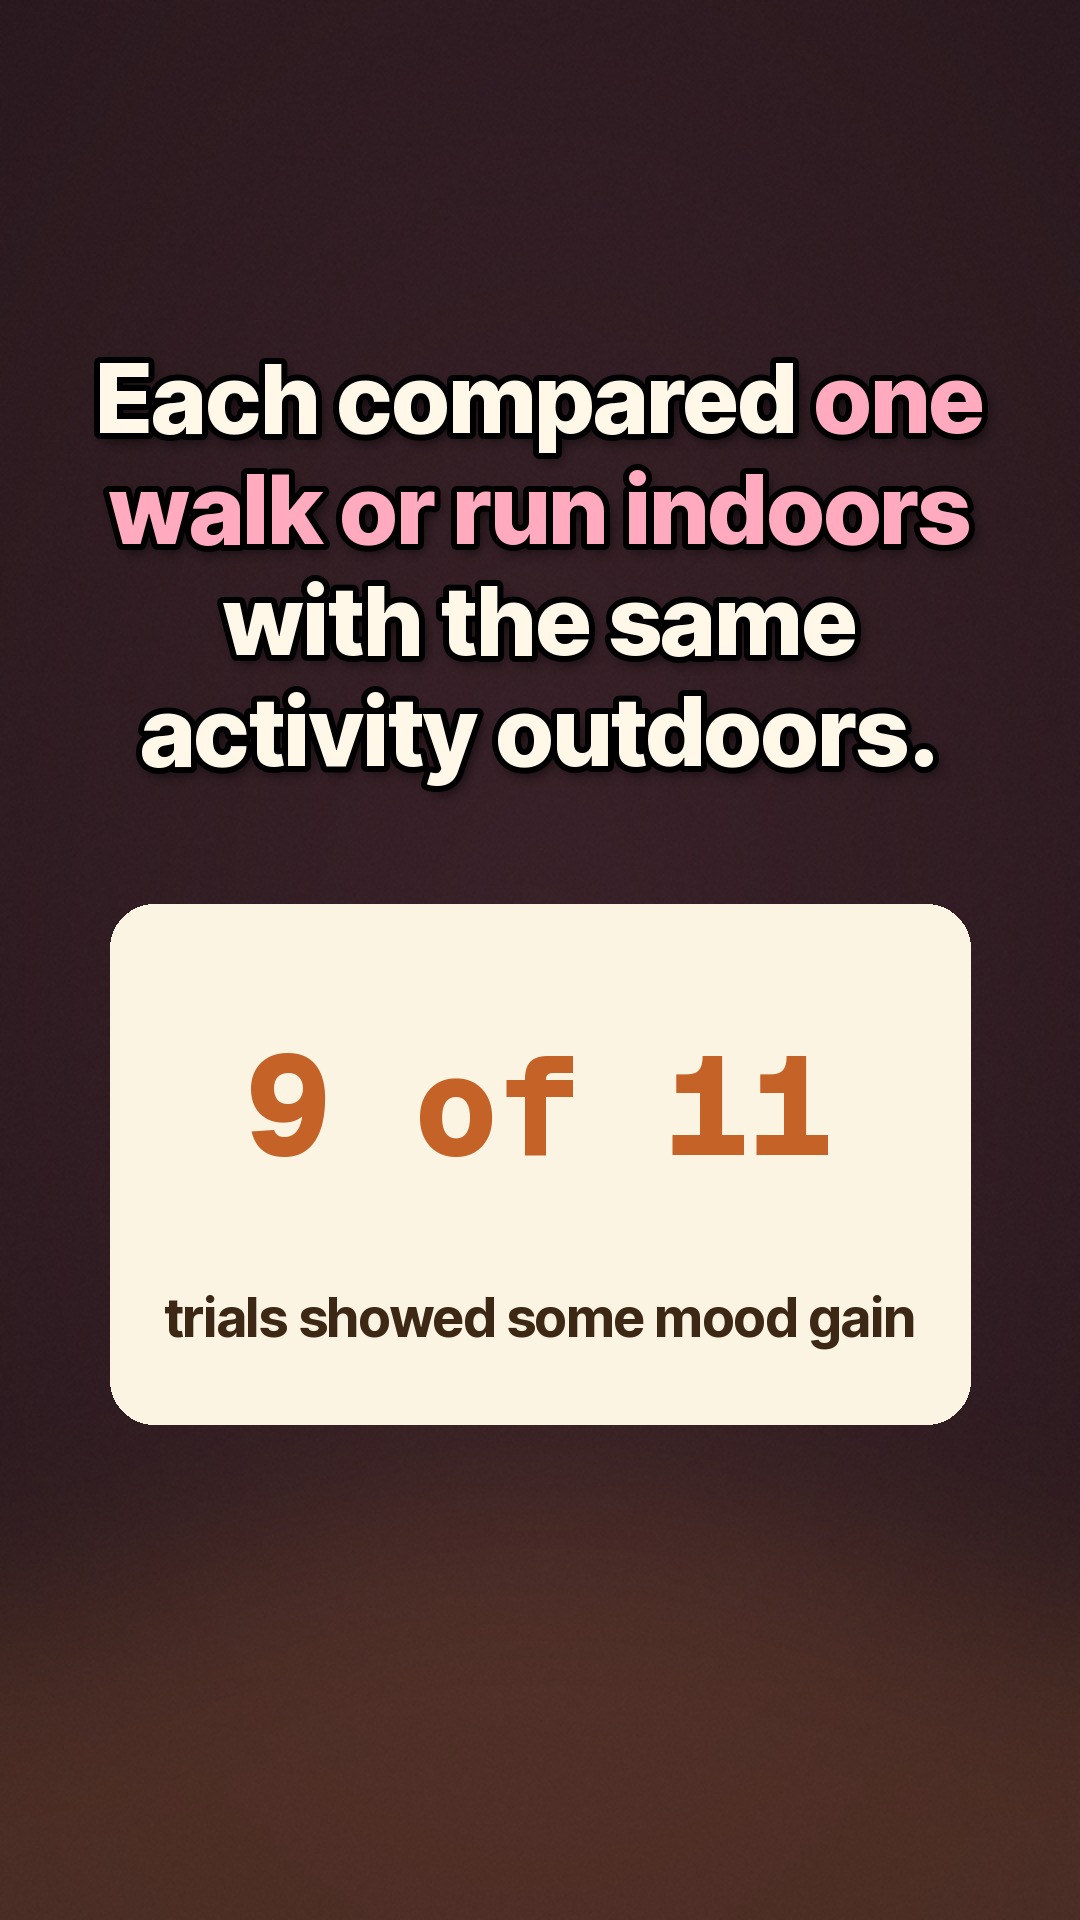 Each compared one
walk or run indoors
with the same
activity outdoors.
9 of 11
trials showed some mood gain